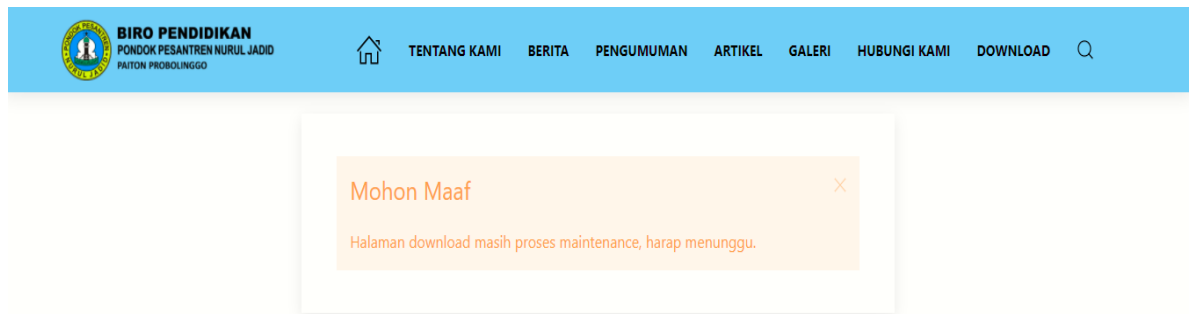 BIRO PENDIDIKAN
PONDOK PESANTREN NURUL JADID
PAITON PROBOLINGGO
TENTANG KAMI BERITA PENGUMUMAN ARTIKEL GALERI HUBUNGI KAMI DOWNLOAD
Mohon Maaf
Halaman download masih proses maintenance, harap menunggu.